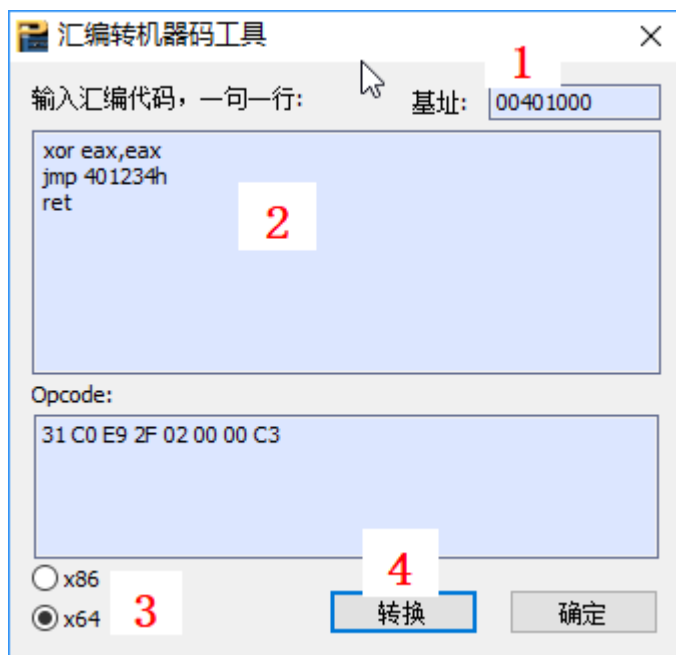 汇编转机器码工具
1
输入汇编代码，一句一行:
基址: 00401000
xor eax,eax
jmp 401234h
ret
2
Opcode:
31 C0 E9 2F 02 00 00 C3
x86
x64
3
4
转换
确定